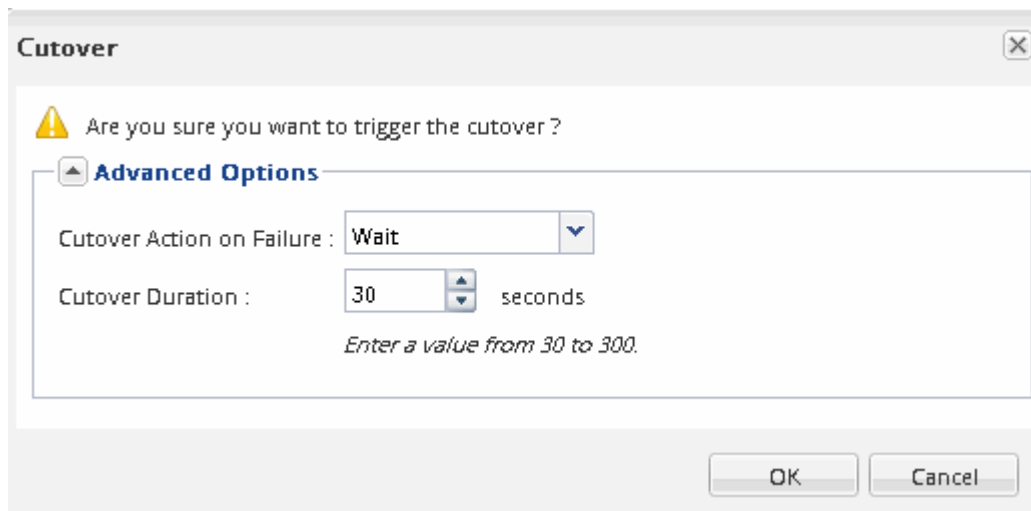 Cutover
Are you sure you want to trigger the cutover ?
Advanced Options
Cutover Action on Failure : Wait
Cutover Duration : 30 seconds
Enter a value from 30 to 300.
OK Cancel